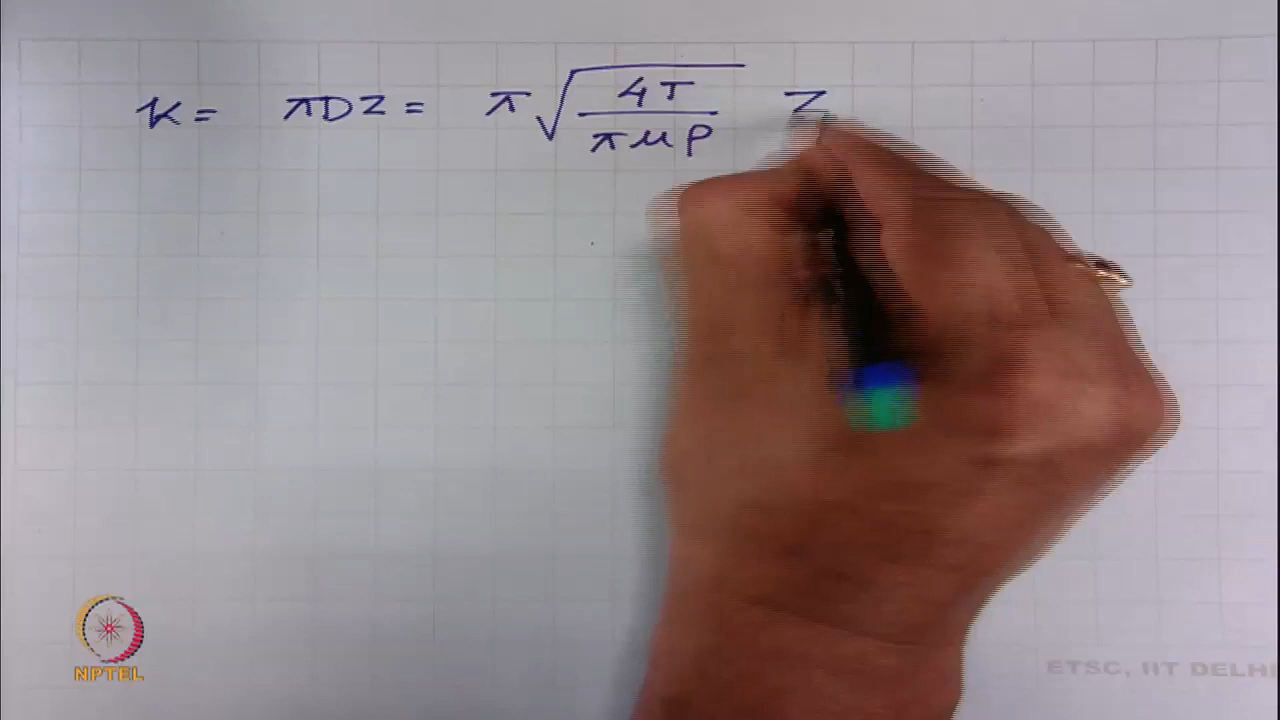 K = πDZ = π√(4T/πμρ) Z
NPTEL
ETSC, IIT DELHI